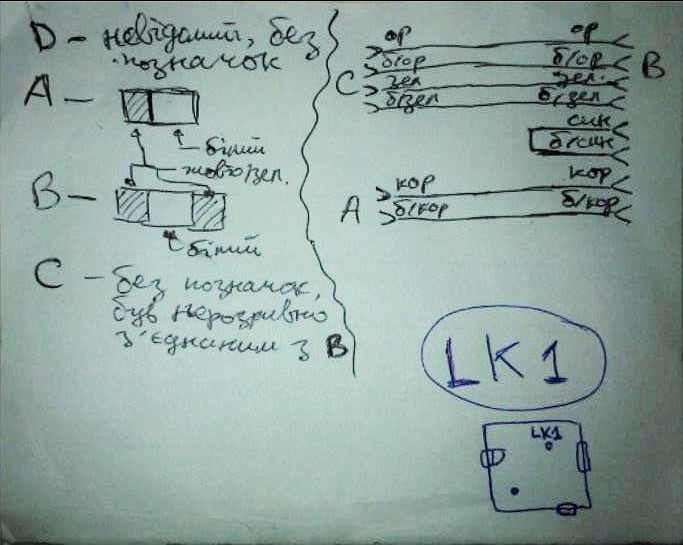 D - невідомий, без
позначок
A -
білий
жовто/зел.
B -
білий
C - без позначок,
був нерозривно
з'єднаним з B
ор ор
б/ор б/ор
C зел зел. B
б/зел б/зел
син
б/син
кор кор
A б/кор б/кор
LK1
LK1